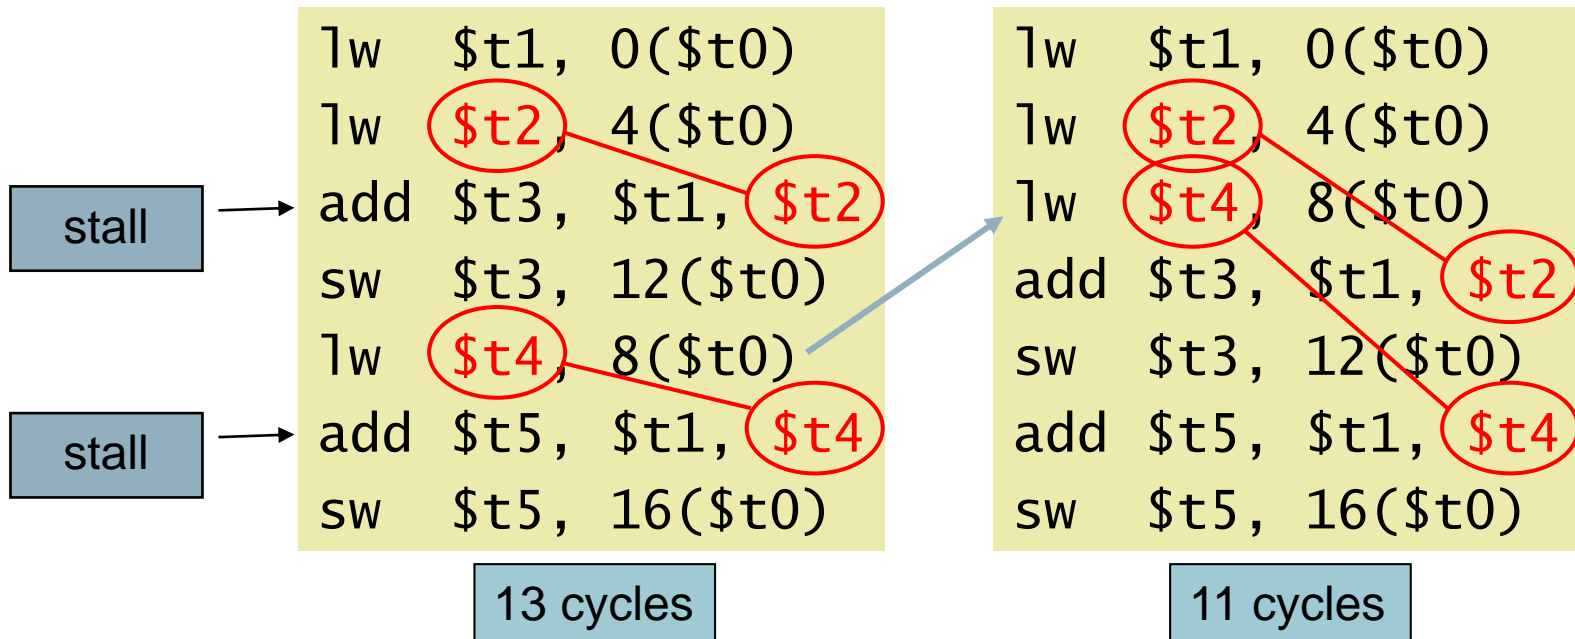 lw $t1, 0($t0)
lw $t2, 4($t0)
stall
add $t3, $t1, $t2
sw $t3, 12($t0)
lw $t4, 8($t0)
stall
add $t5, $t1, $t4
sw $t5, 16($t0)
13 cycles
lw $t1, 0($t0)
lw $t2, 4($t0)
lw $t4, 8($t0)
add $t3, $t1, $t2
sw $t3, 12($t0)
add $t5, $t1, $t4
sw $t5, 16($t0)
11 cycles